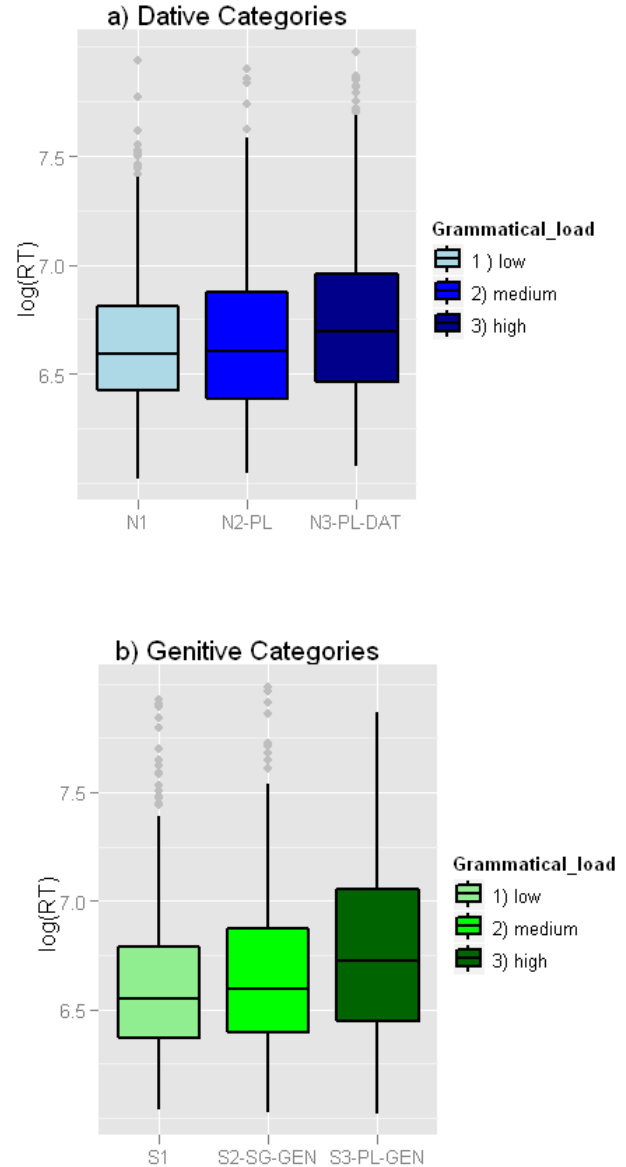 a) Dative Categories
7.5
7.0
6.5
log(RT)
N1 N2-PL N3-PL-DAT
Grammatical_load
1 ) low
2) medium
3) high
b) Genitive Categories
7.5
7.0
6.5
log(RT)
S1 S2-SG-GEN S3-PL-GEN
Grammatical_load
1) low
2) medium
3) high